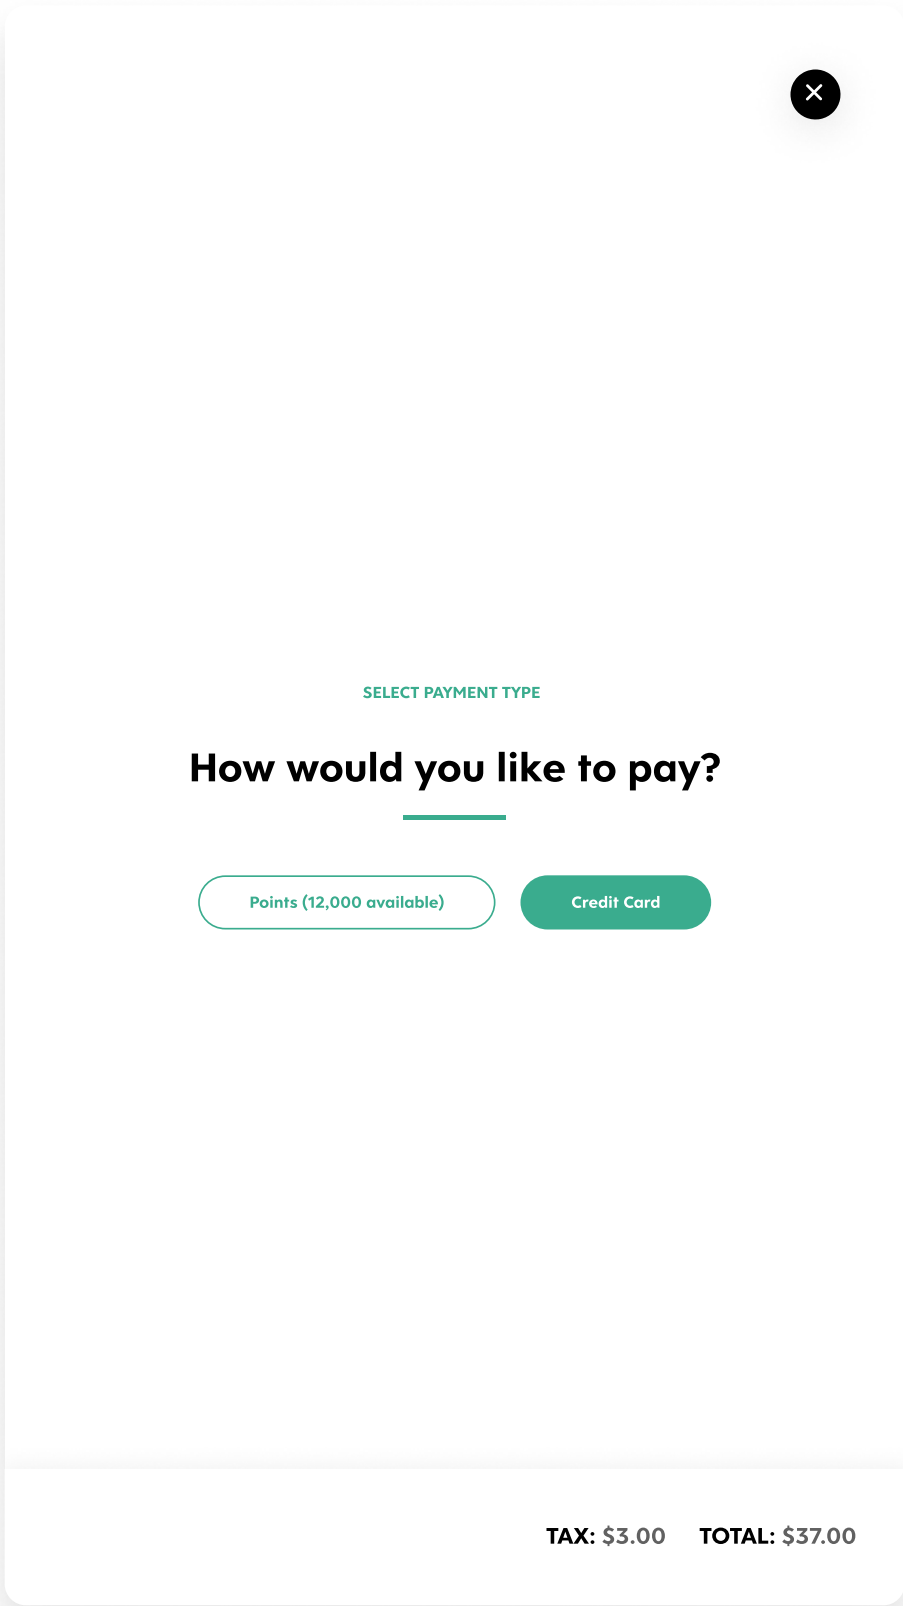 SELECT PAYMENT TYPE
How would you like to pay?
Points (12,000 available) Credit Card
TAX: $3.00 TOTAL: $37.00